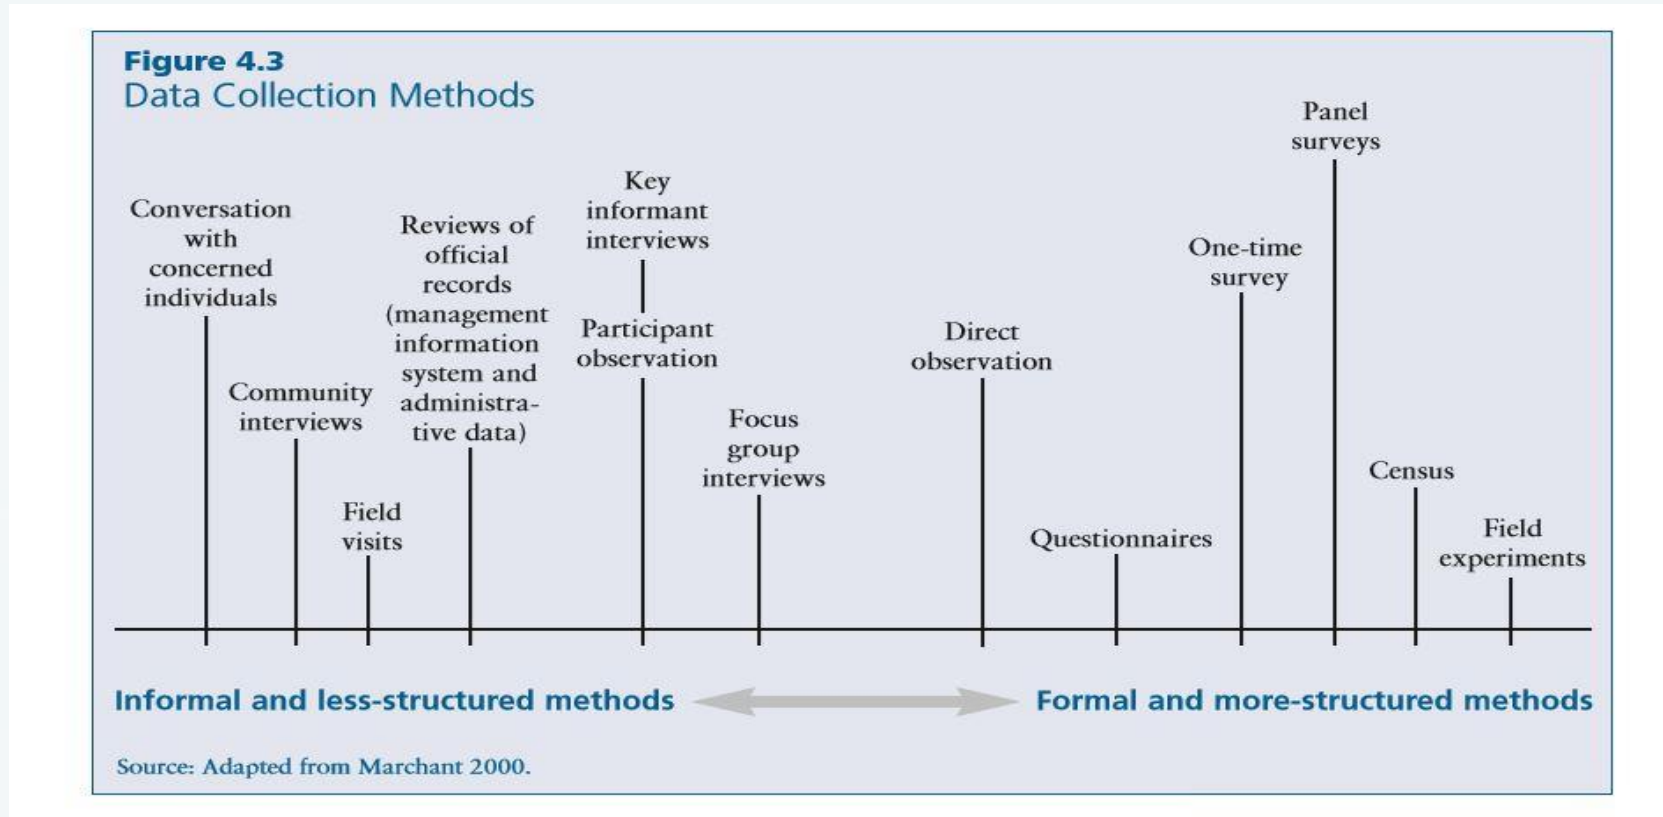 Figure 4.3
Data Collection Methods
Conversation
with
concerned
individuals
Community
interviews
Field
visits
Reviews of
official
records
(management
information
system and
administra-
tive data)
Key
informant
interviews
Participant
observation
Focus
group
interviews
Direct
observation
Questionnaires
One-time
survey
Panel
surveys
Census
Field
experiments
Informal and less-structured methods
Formal and more-structured methods
Source: Adapted from Marchant 2000.